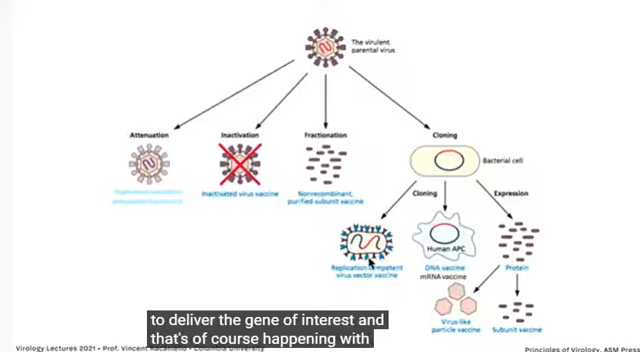 The virulent
parental virus
Attenuation
Inactivation
Fractionation
Cloning
Bacterial cell
Inactivated virus vaccine
Nonrecombinant,
purified subunit vaccine
Cloning
Expression
Human APC
Protein
Replication competent
virus vector vaccine
DNA vaccine
mRNA vaccine
Virus-like
particle vaccine
Subunit vaccine
to deliver the gene of interest and
that's of course happening with
Virology Lectures 2021 • Prof. Vincent
University
Principles of Virology, ASM Press